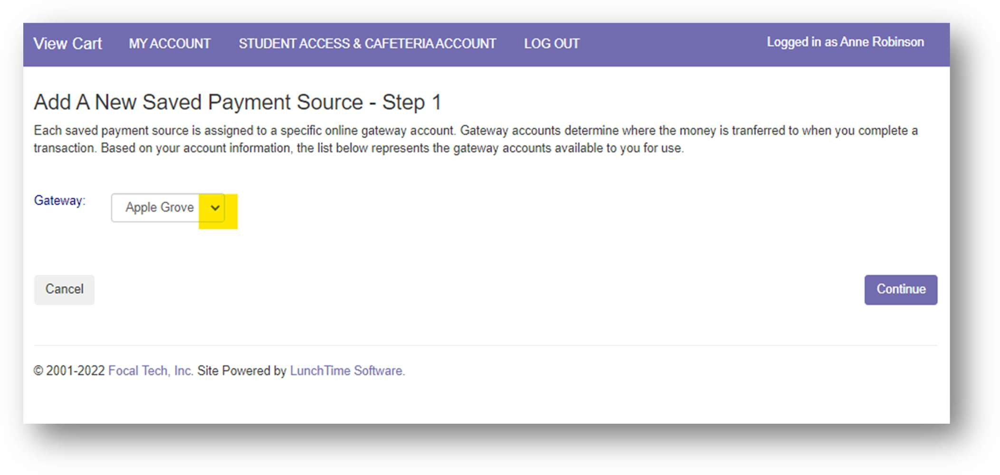 View Cart MY ACCOUNT STUDENT ACCESS & CAFETERIA ACCOUNT LOG OUT Logged in as Anne Robinson
Add A New Saved Payment Source - Step 1
Each saved payment source is assigned to a specific online gateway account. Gateway accounts determine where the money is tranferred to when you complete a
transaction. Based on your account information, the list below represents the gateway accounts available to you for use.
Gateway: Apple Grove
Cancel Continue
© 2001-2022 Focal Tech, Inc. Site Powered by LunchTime Software.